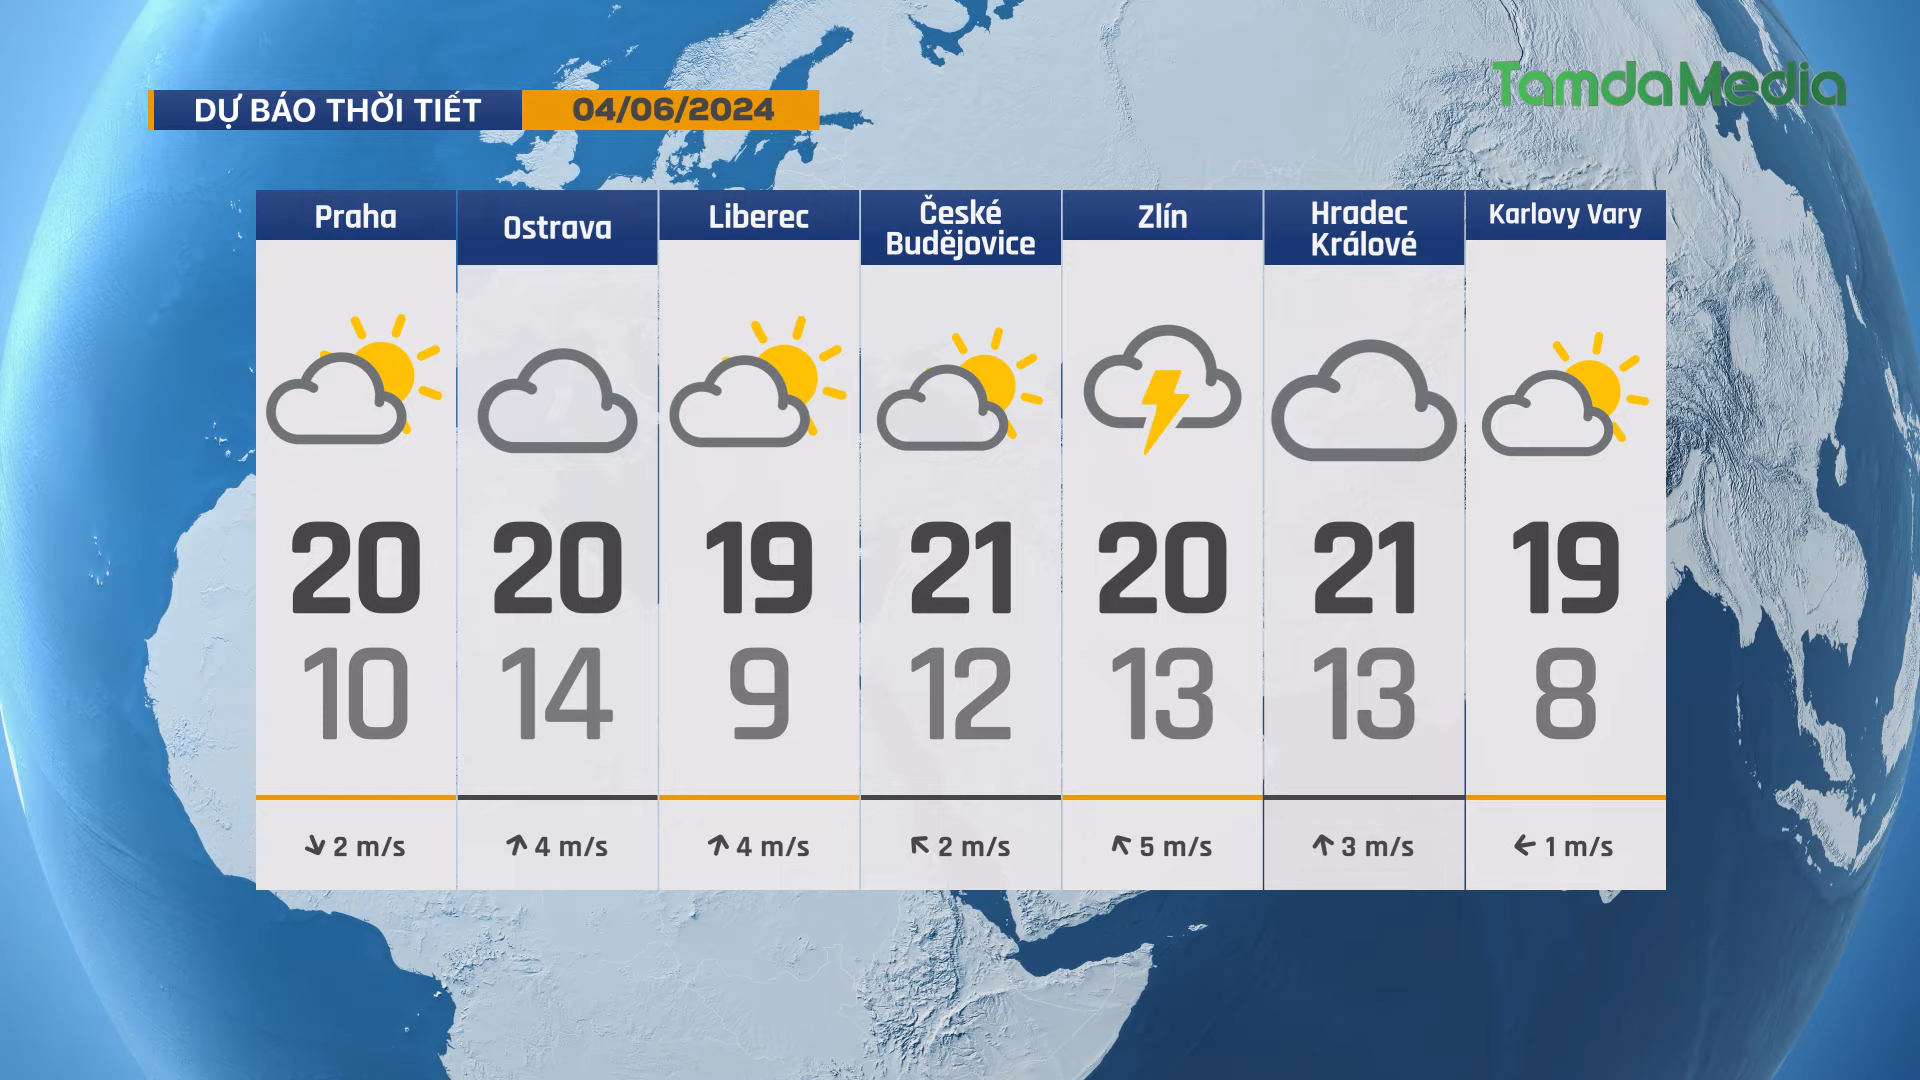 TamdaMedia
DỰ BÁO THỜI TIẾT 04/06/2024
Praha
Ostrava
Liberec
České
Budějovice
Zlín
Hradec
Králové
Karlovy Vary
20 20 19 21 20 21 19
10 14 9 12 13 13 8
2 m/s 4 m/s 4 m/s 2 m/s 5 m/s 3 m/s 1 m/s